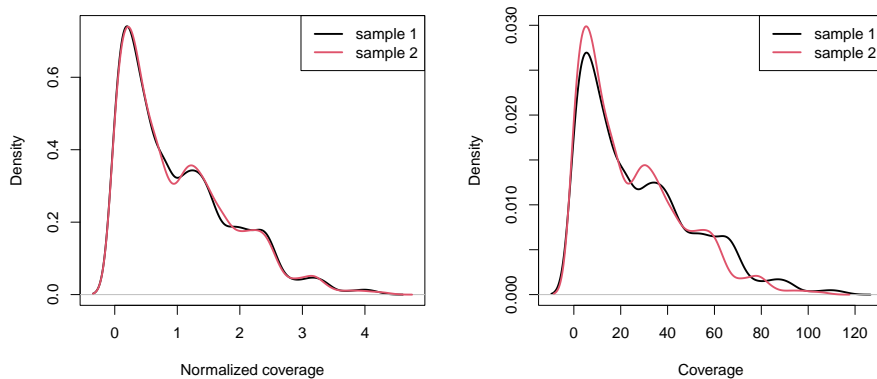 sample 1
sample 2
Density
0.0 0.2 0.4 0.6
0 1 2 3 4
Normalized coverage
sample 1
sample 2
Density
0.000 0.010 0.020 0.030
0 20 40 60 80 100 120
Coverage